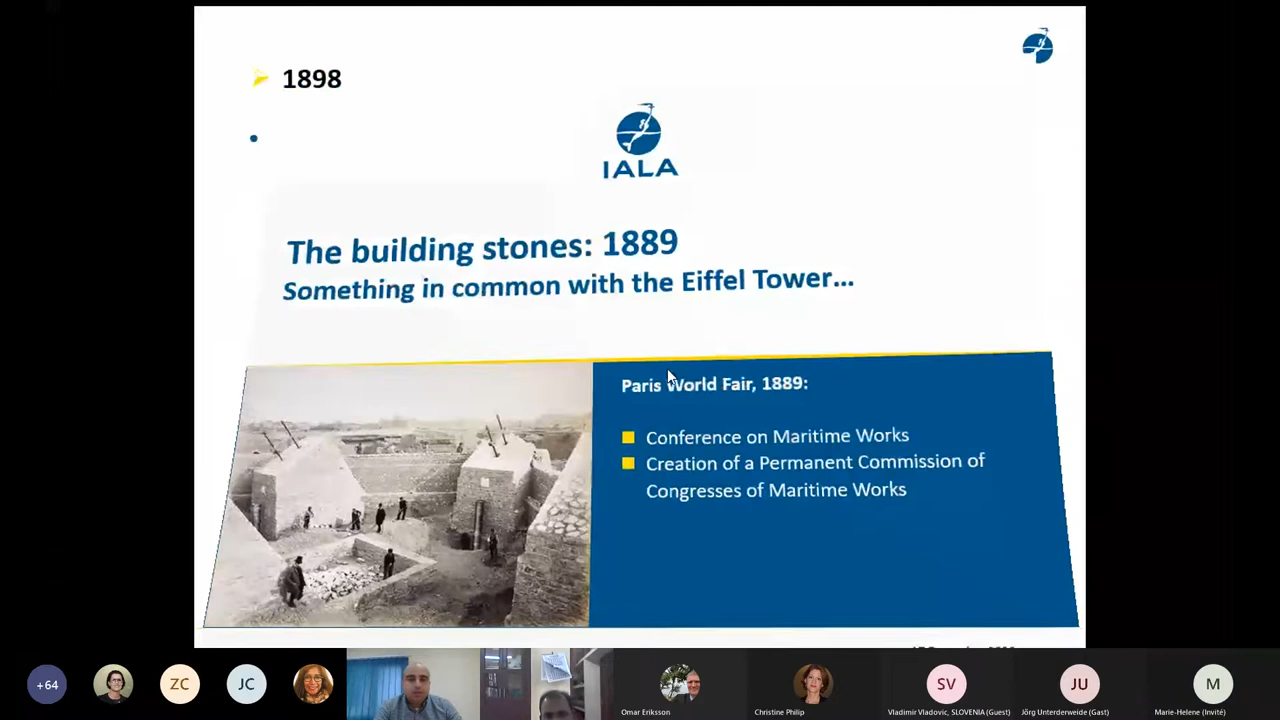 1898
IALA
The building stones: 1889
Something in common with the Eiffel Tower...
Paris World Fair, 1889:
Conference on Maritime Works
Creation of a Permanent Commission of
Congresses of Maritime Works
+64
ZC
JC
Omar Eriksson
Christine Philip
SV
Vladimir Vladovic, SLOVENIA (Guest)
JU
Jörg Unterderweide (Gast)
M
Marie-Helene (Invité)